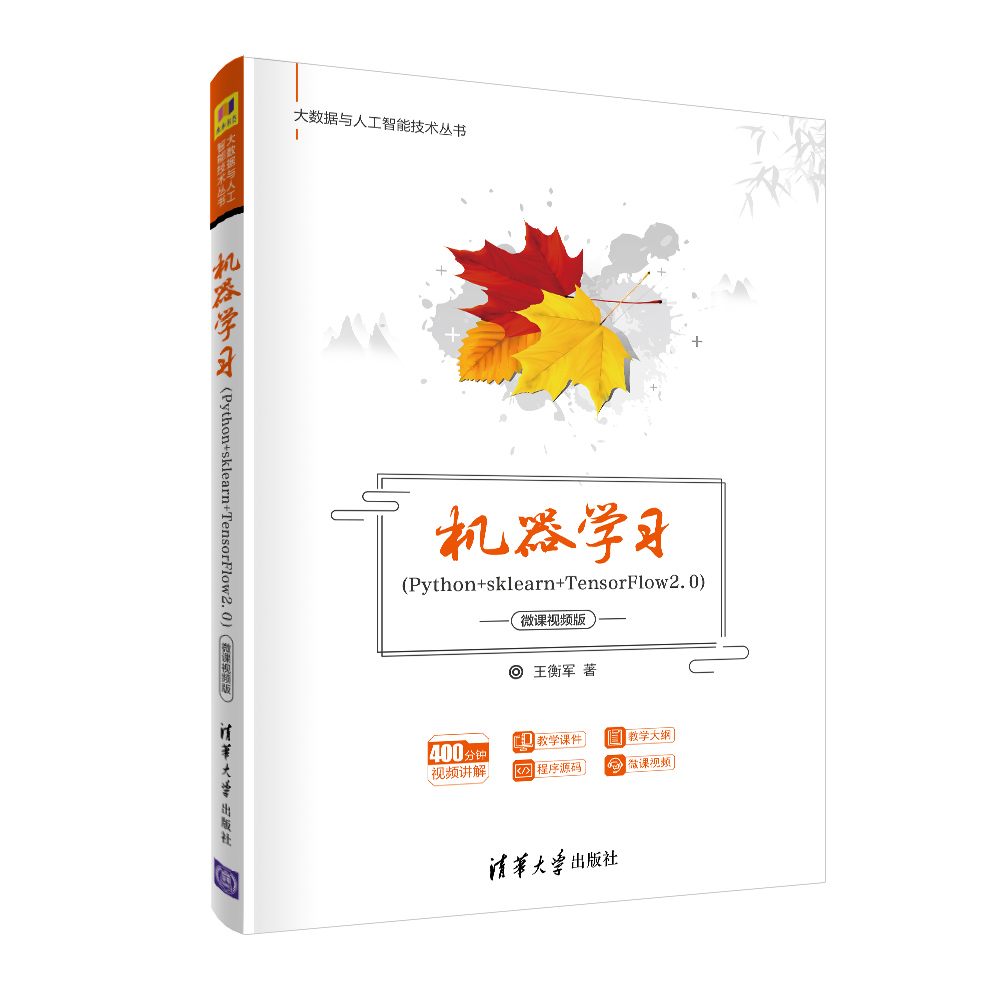 大数据与人工智能技术丛书
机器学习
(Python+sklearn+TensorFlow2.0)
微课视频版
王衡军 著
400分钟
视频讲解
教学课件
教学大纲
程序源码
微课视频
清华大学出版社
大数据与人工
智能技术丛书
机器学习
(Python+sklearn+TensorFlow2.0)
微课视频版
清华大学出版社